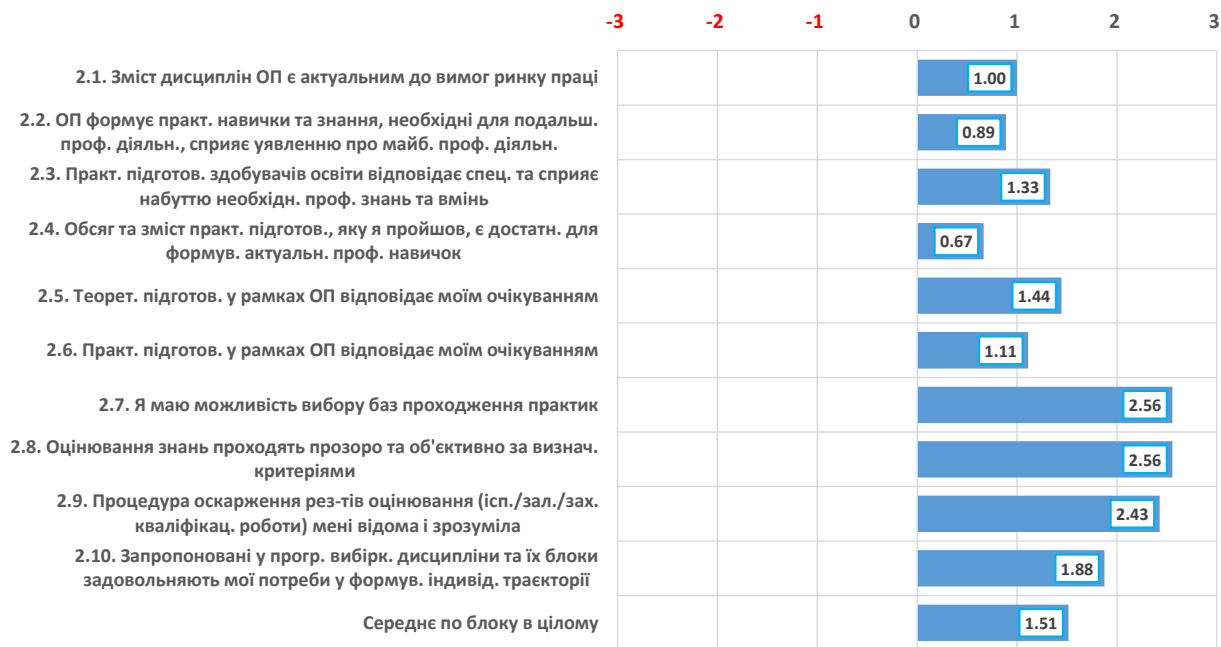 -3 -2 -1 0 1 2 3
2.1. Зміст дисциплін ОП є актуальним до вимог ринку праці
1.00
2.2. ОП формує практ. навички та знання, необхідні для подальш.
проф. діяльн., сприяє уявленню про майб. проф. діяльн.
0.89
2.3. Практ. підготов. здобувачів освіти відповідає спец. та сприяє
набуттю необхідн. проф. знань та вмінь
1.33
2.4. Обсяг та зміст практ. підготов., яку я пройшов, є достатн. для
формув. актуальн. проф. навичок
0.67
2.5. Теорет. підготов. у рамках ОП відповідає моїм очікуванням
1.44
2.6. Практ. підготов. у рамках ОП відповідає моїм очікуванням
1.11
2.7. Я маю можливість вибору баз проходження практик
2.56
2.8. Оцінювання знань проходять прозоро та об'єктивно за визнач.
критеріями
2.56
2.9. Процедура оскарження рез-тів оцінювання (ісп./зал./зах.
кваліфікац. роботи) мені відома і зрозуміла
2.43
2.10. Запропоновані у прогр. вибірк. дисципліни та їх блоки
задовольняють мої потреби у формув. індивід. траєкторії
1.88
Середнє по блоку в цілому
1.51